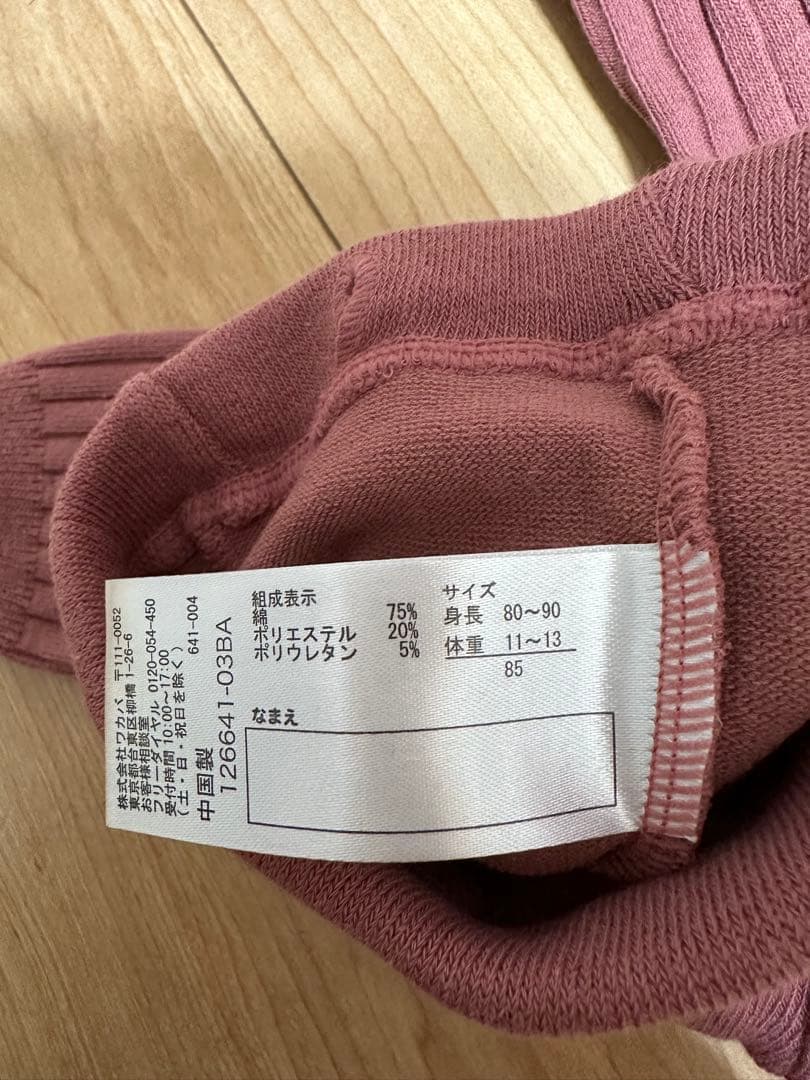 組成表示
綿 75%
ポリエステル 20%
ポリウレタン 5%
サイズ
身長 80～90
体重 11～13
85
なまえ
株式会社ワカバ 〒111-0052
東京都台東区柳橋 1-26-6
お客様相談室
フリーダイヤル 0120-054-450
受付時間 10:00～17:00
(土・日・祝日を除く)
641-004
中国製
126641-03BA